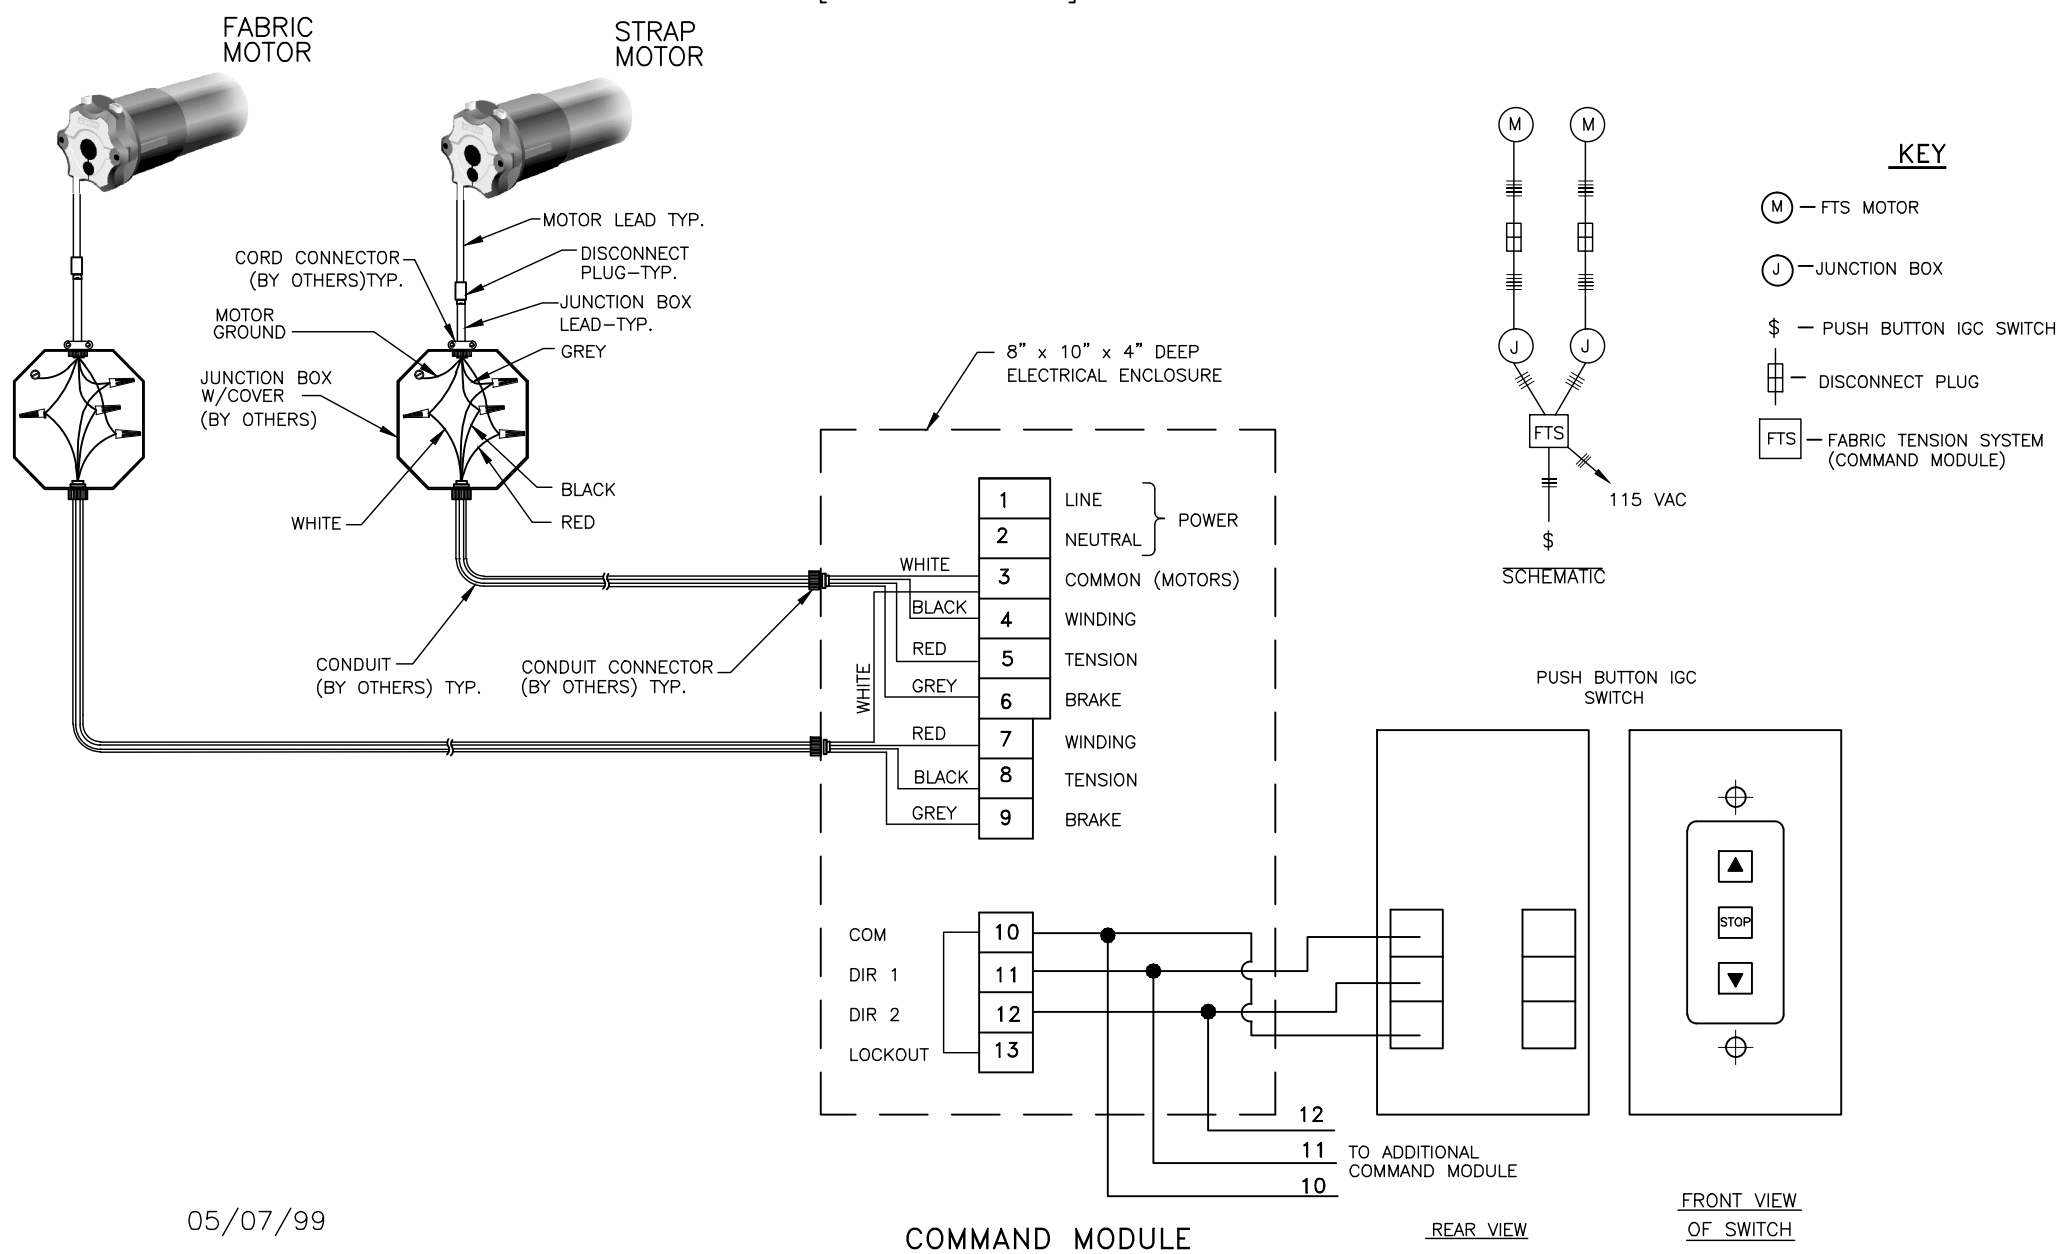 FABRIC
MOTOR
STRAP
MOTOR
MOTOR LEAD TYP.
CORD CONNECTOR
(BY OTHERS)TYP.
DISCONNECT
PLUG-TYP.
JUNCTION BOX
LEAD-TYP.
MOTOR
GROUND
GREY
JUNCTION BOX
W/COVER
(BY OTHERS)
BLACK
WHITE
RED
CONDUIT
(BY OTHERS) TYP.
CONDUIT CONNECTOR
(BY OTHERS) TYP.
8" x 10" x 4" DEEP
ELECTRICAL ENCLOSURE
1 LINE
2 NEUTRAL
POWER
WHITE 3 COMMON (MOTORS)
BLACK 4 WINDING
RED 5 TENSION
GREY 6 BRAKE
WHITE
RED 7 WINDING
BLACK 8 TENSION
GREY 9 BRAKE
COM 10
DIR 1 11
DIR 2 12
LOCKOUT 13
12
11
10
TO ADDITIONAL
COMMAND MODULE
COMMAND MODULE
05/07/99
M M
J J
FTS
115 VAC
$
SCHEMATIC
KEY
M – FTS MOTOR
J – JUNCTION BOX
$ – PUSH BUTTON IGC SWITCH
– DISCONNECT PLUG
FTS – FABRIC TENSION SYSTEM
(COMMAND MODULE)
PUSH BUTTON IGC
SWITCH
STOP
REAR VIEW
FRONT VIEW
OF SWITCH